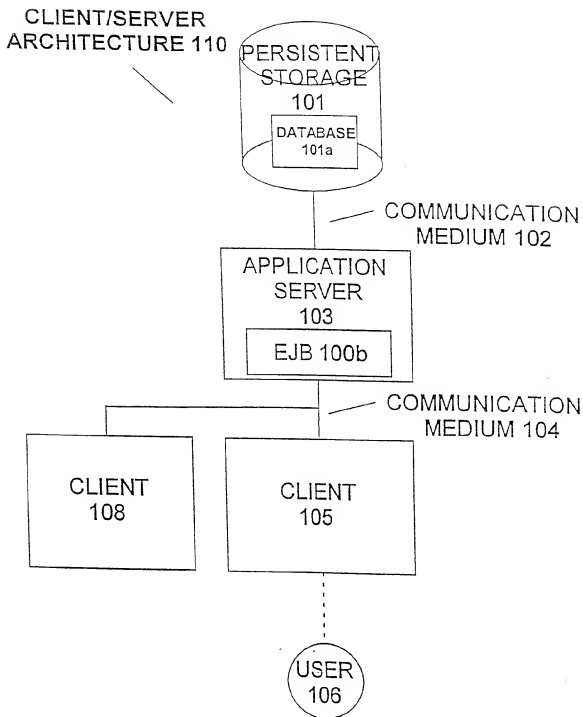 CLIENT/SERVER
ARCHITECTURE 110
PERSISTENT
STORAGE
101
DATABASE
101a
COMMUNICATION
MEDIUM 102
APPLICATION
SERVER
103
EJB 100b
COMMUNICATION
MEDIUM 104
CLIENT
108
CLIENT
105
USER
106